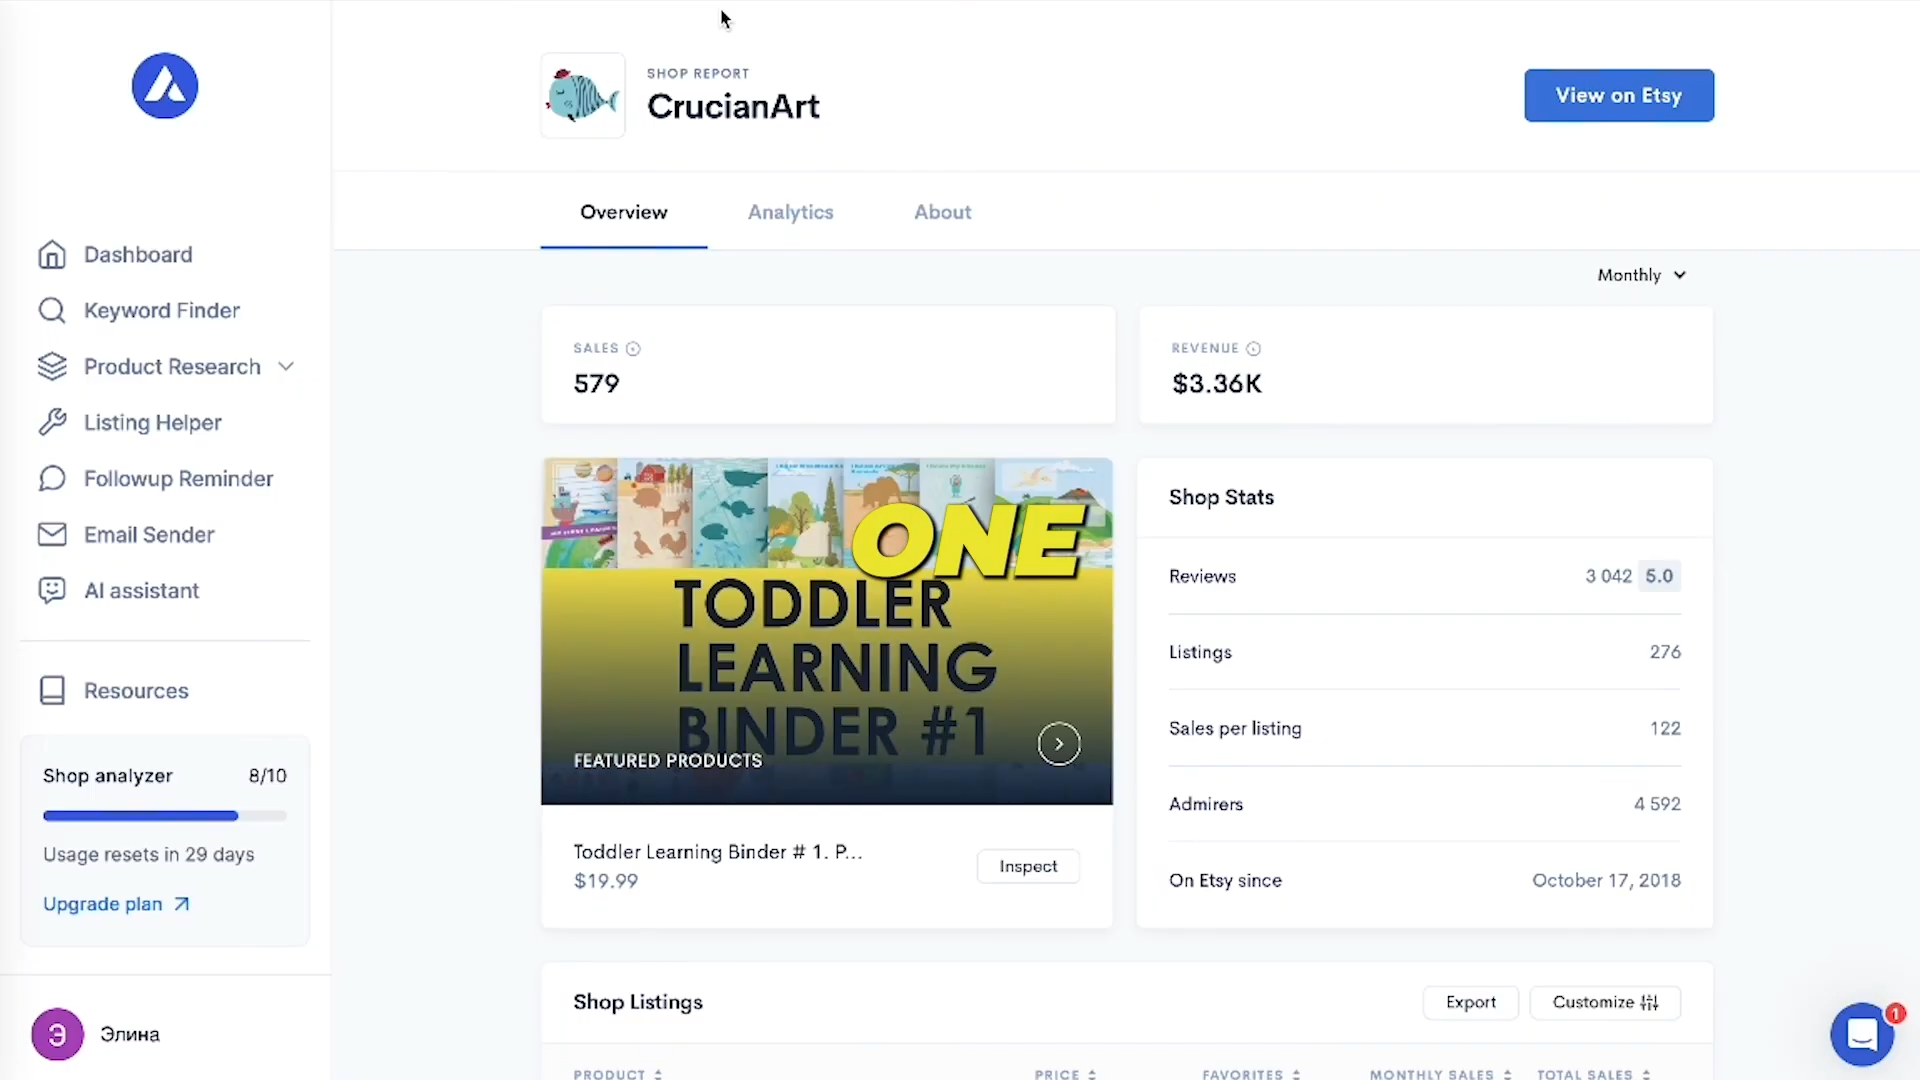 SHOP REPORT
CrucianArt
View on Etsy
Overview
Analytics
About
Monthly
Dashboard
Keyword Finder
Product Research
Listing Helper
Followup Reminder
Email Sender
AI assistant
Resources
Shop analyzer 8/10
Usage resets in 29 days
Upgrade plan
Э Элина
SALES
579
REVENUE
$3.36K
ONE
TODDLER
LEARNING
BINDER #1
FEATURED PRODUCTS
Toddler Learning Binder # 1. P...
$19.99
Inspect
Shop Stats
Reviews 3 042 5.0
Listings 276
Sales per listing 122
Admirers 4 592
On Etsy since October 17, 2018
Shop Listings
Export
Customize
PRODUCT PRICE FAVORITES MONTHLY SALES TOTAL SALES
1